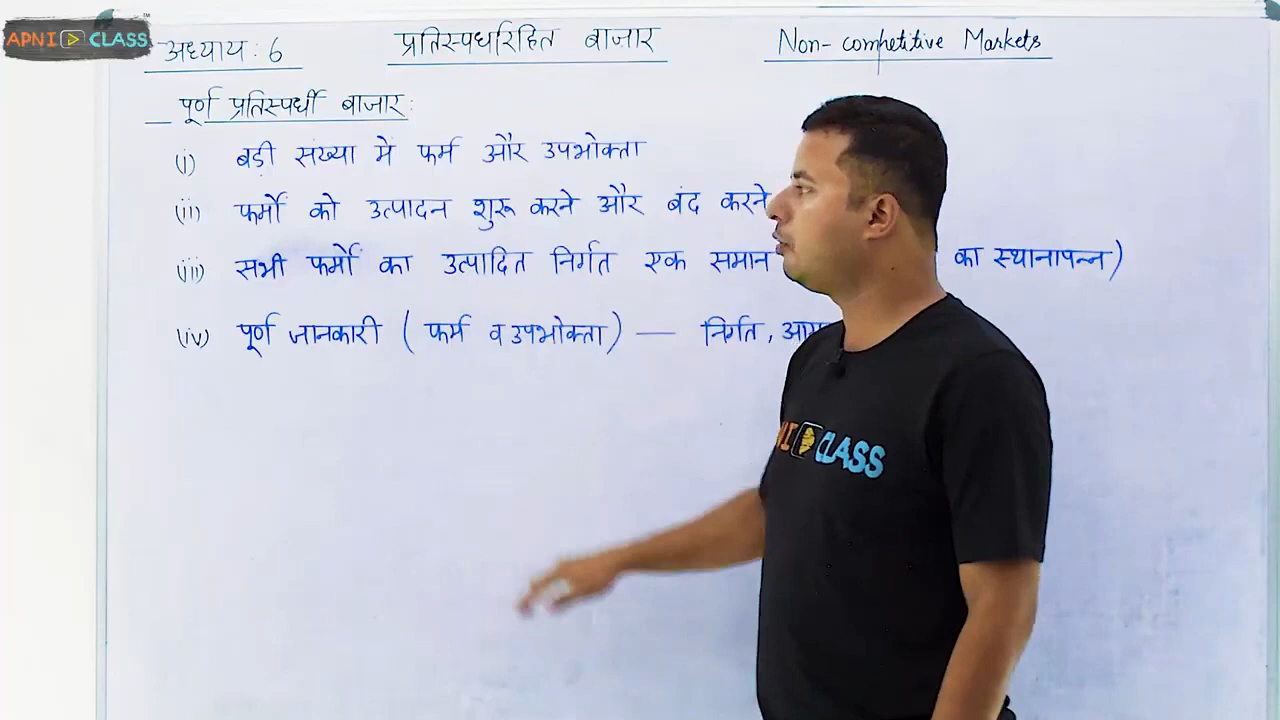 APNI CLASS
अध्याय : 6 प्रतिस्पर्धारहित बाजार Non-competitive Markets
पूर्ण प्रतिस्पर्धी बाजार :
(i) बड़ी संख्या में फर्म और उपभोक्ता
(ii) फर्मों को उत्पादन शुरू करने और बंद करने
(iii) सभी फर्मों का उत्पादित निर्गत एक समान का स्थानापन्न)
(iv) पूर्ण जानकारी ( फर्म व उपभोक्ता ) — निर्गत,
CLASS